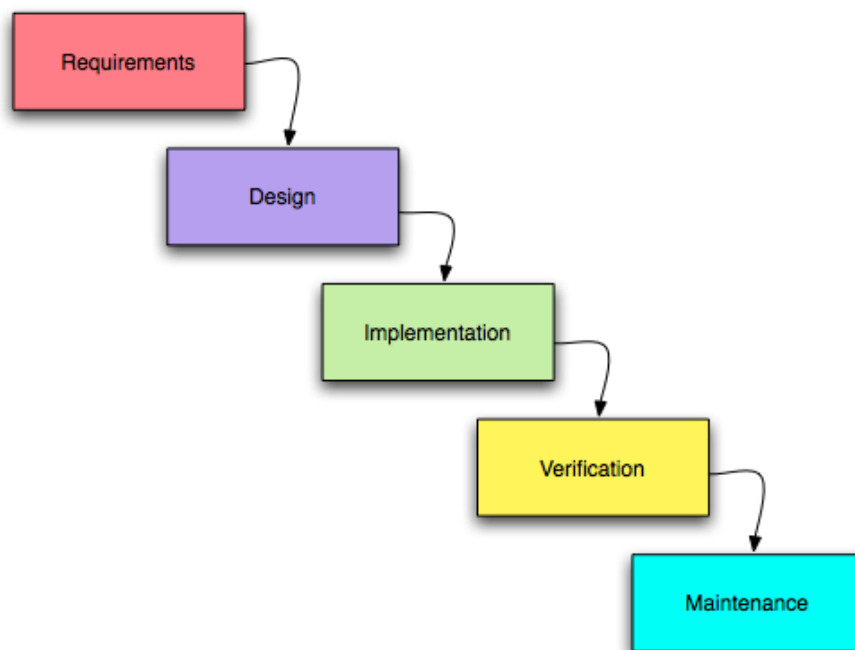 Requirements
Design
Implementation
Verification
Maintenance